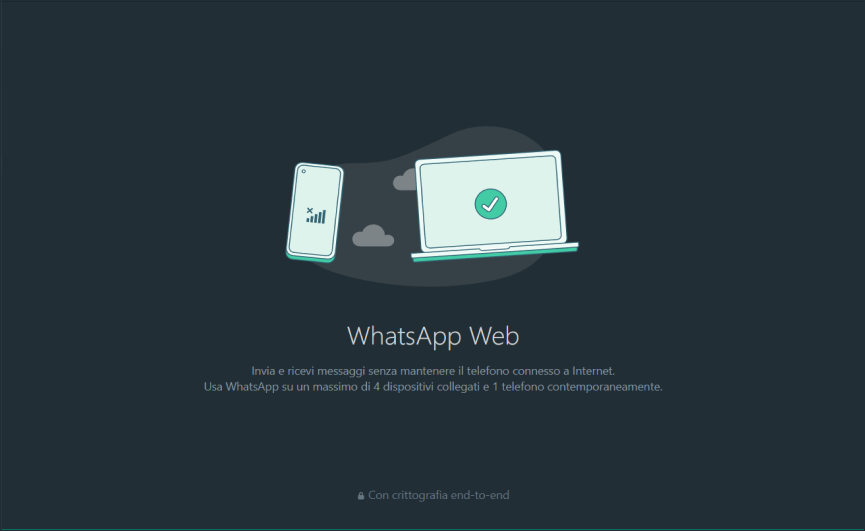 WhatsApp Web
Invia e ricevi messaggi senza mantenere il telefono connesso a Internet.
Usa WhatsApp su un massimo di 4 dispositivi collegati e 1 telefono contemporaneamente.
Con crittografia end-to-end